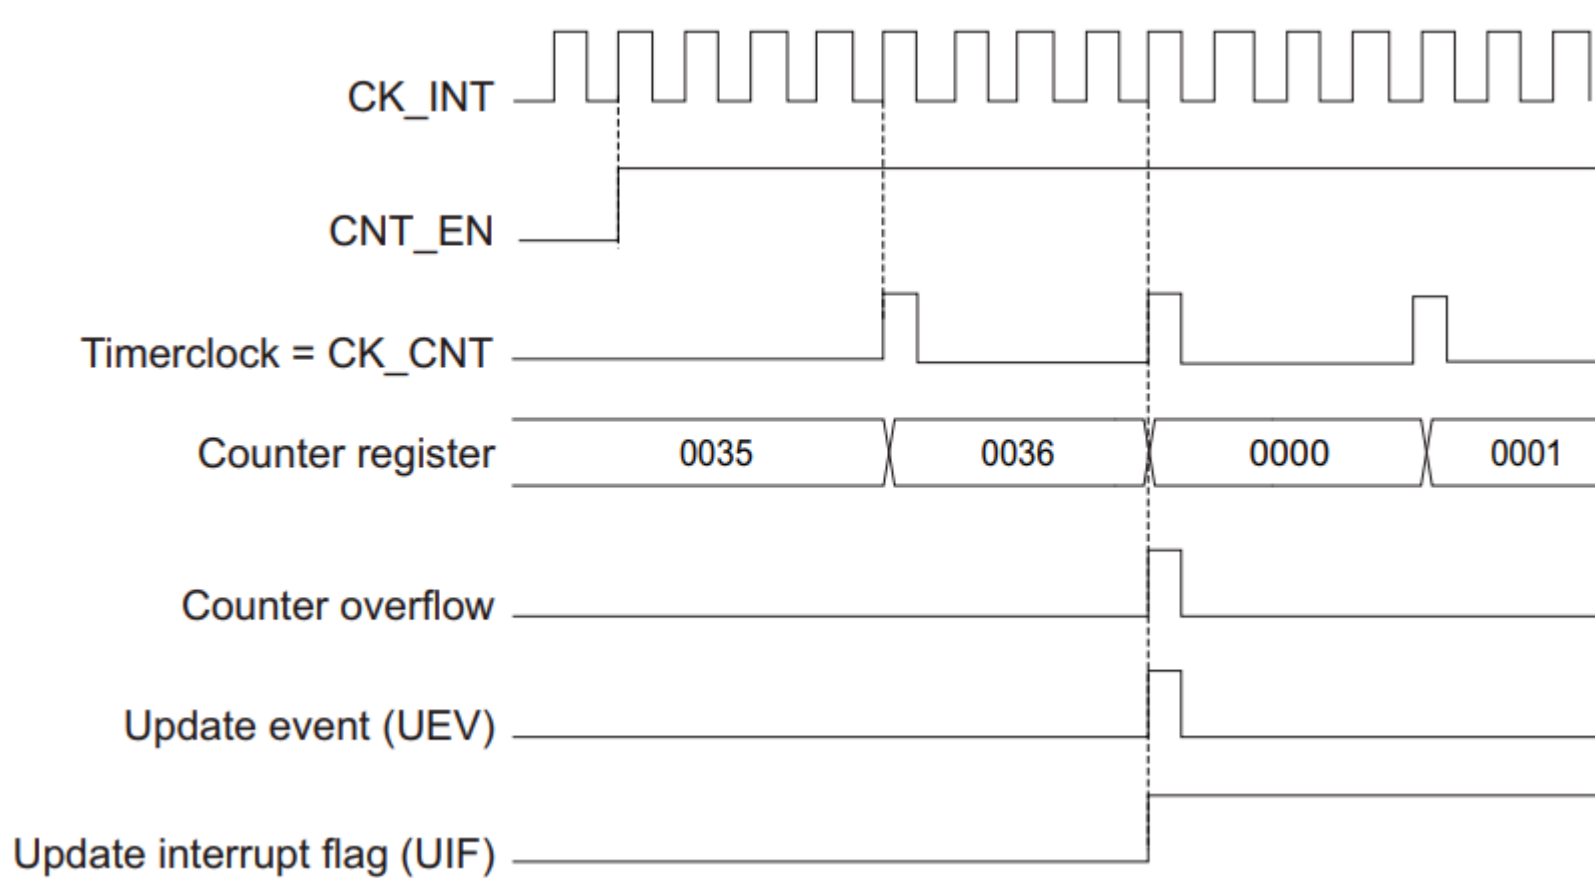 CK_INT
CNT_EN
Timerclock = CK_CNT
Counter register
0035
0036
0000
0001
Counter overflow
Update event (UEV)
Update interrupt flag (UIF)